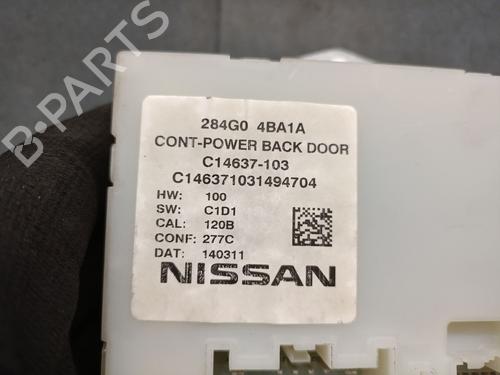 B-PARTS
284G0 4BA1A
CONT-POWER BACK DOOR
C14637-103
C146371031494704
HW: 100
SW: C1D1
CAL: 120B
CONF: 277C
DAT: 140311
NISSAN